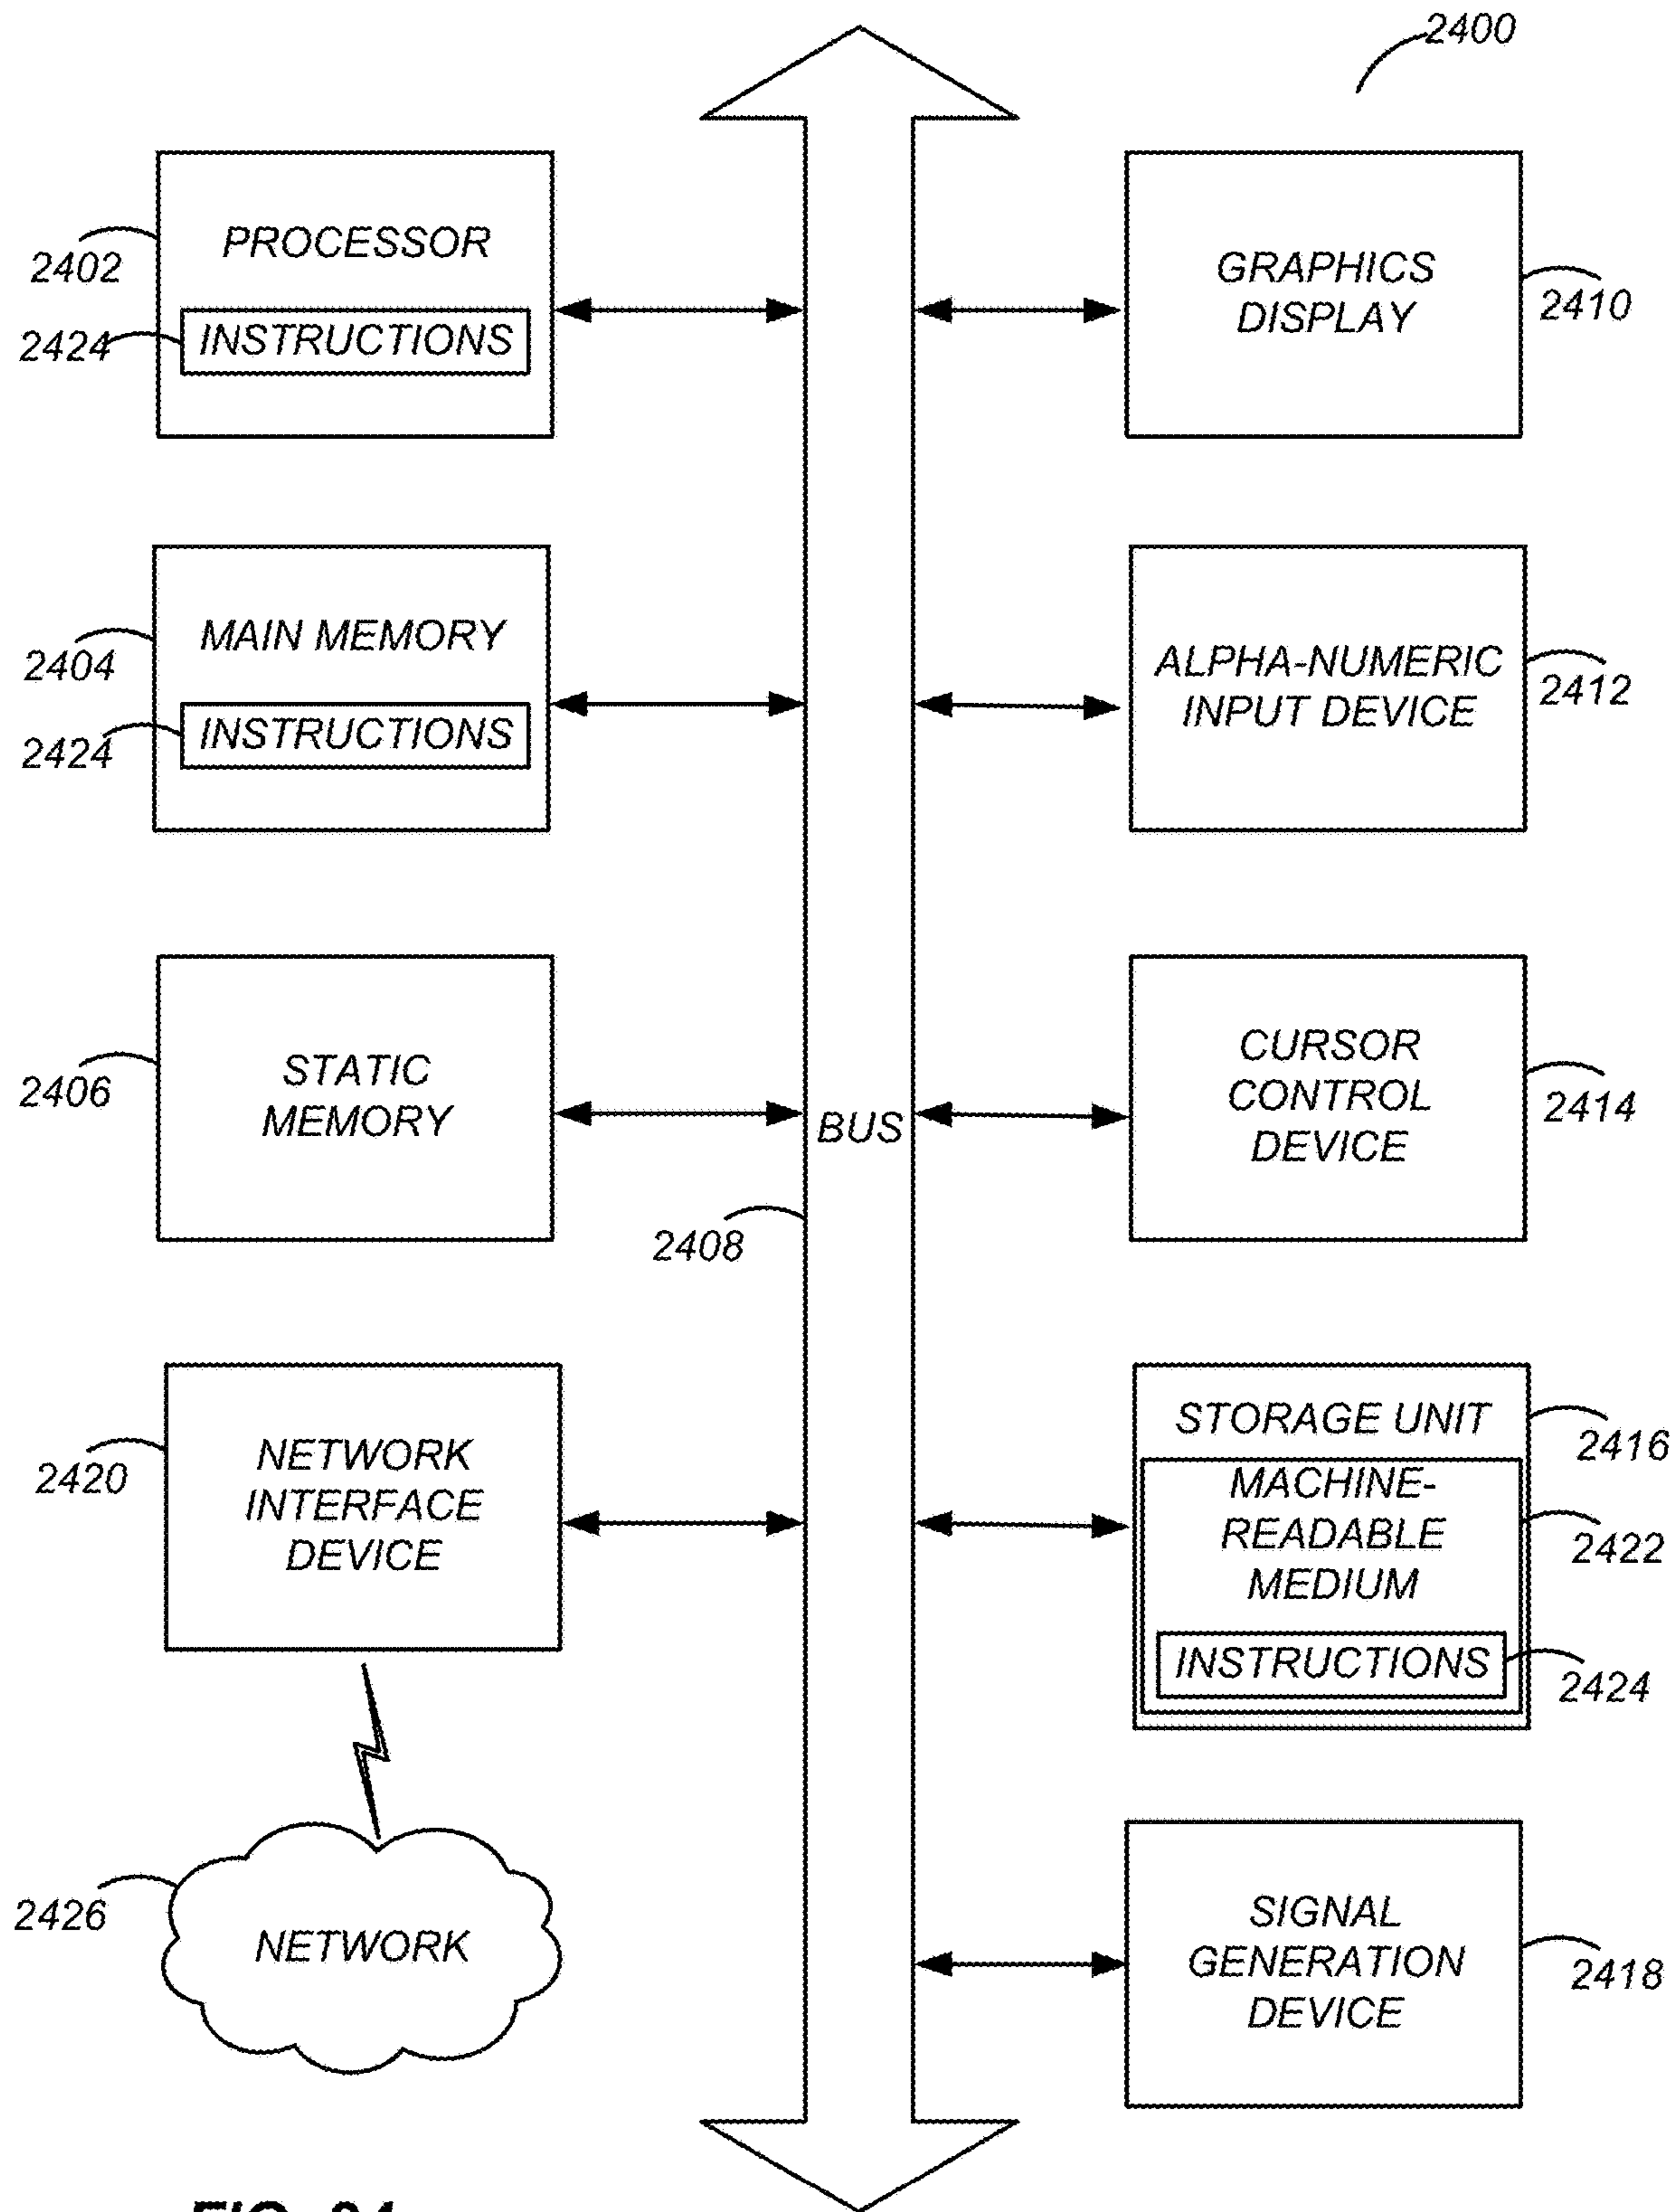 2400
PROCESSOR
2402
INSTRUCTIONS
2424
GRAPHICS
DISPLAY
2410
MAIN MEMORY
2404
INSTRUCTIONS
2424
ALPHA-NUMERIC
INPUT DEVICE
2412
STATIC
MEMORY
2406
BUS
2408
CURSOR
CONTROL
DEVICE
2414
NETWORK
INTERFACE
DEVICE
2420
STORAGE UNIT
2416
MACHINE-
READABLE
MEDIUM
2422
INSTRUCTIONS
2424
NETWORK
2426
SIGNAL
GENERATION
DEVICE
2418